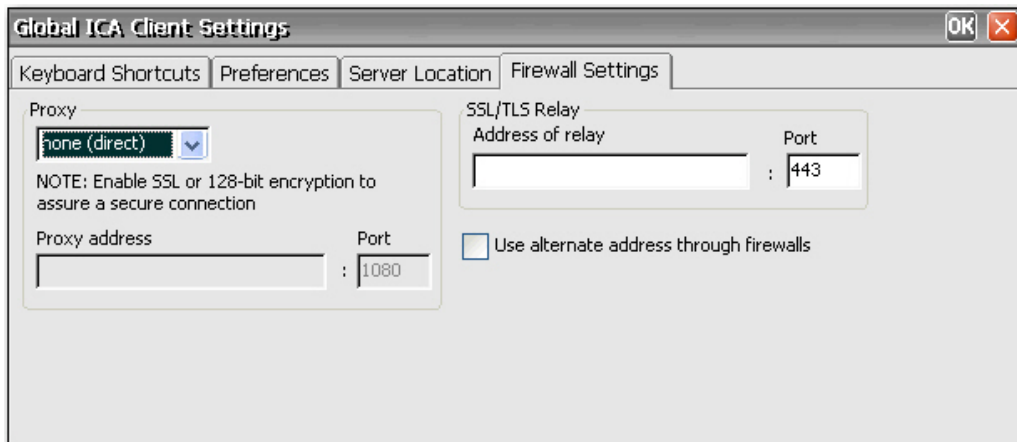 Global ICA Client Settings
OK
Keyboard Shortcuts
Preferences
Server Location
Firewall Settings
Proxy
none (direct)
NOTE: Enable SSL or 128-bit encryption to
assure a secure connection
Proxy address Port
: 1080
SSL/TLS Relay
Address of relay Port
: 443
Use alternate address through firewalls